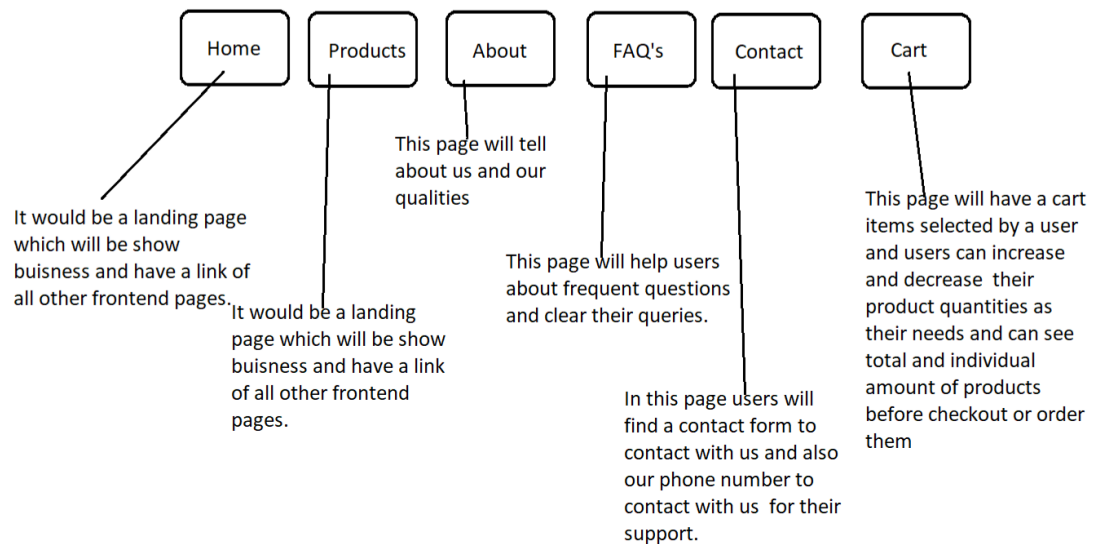 Home
Products
About
FAQ's
Contact
Cart
It would be a landing page
which will be show
buisness and have a link of
all other frontend pages.
It would be a landing
page which will be show
buisness and have a link
of all other frontend
pages.
This page will tell
about us and our
qualities
This page will help users
about frequent questions
and clear their queries.
In this page users will
find a contact form to
contact with us and also
our phone number to
contact with us  for their
support.
This page will have a cart
items selected by a user
and users can increase
and decrease  their
product quantities as
their needs and can see
total and individual
amount of products
before checkout or order
them